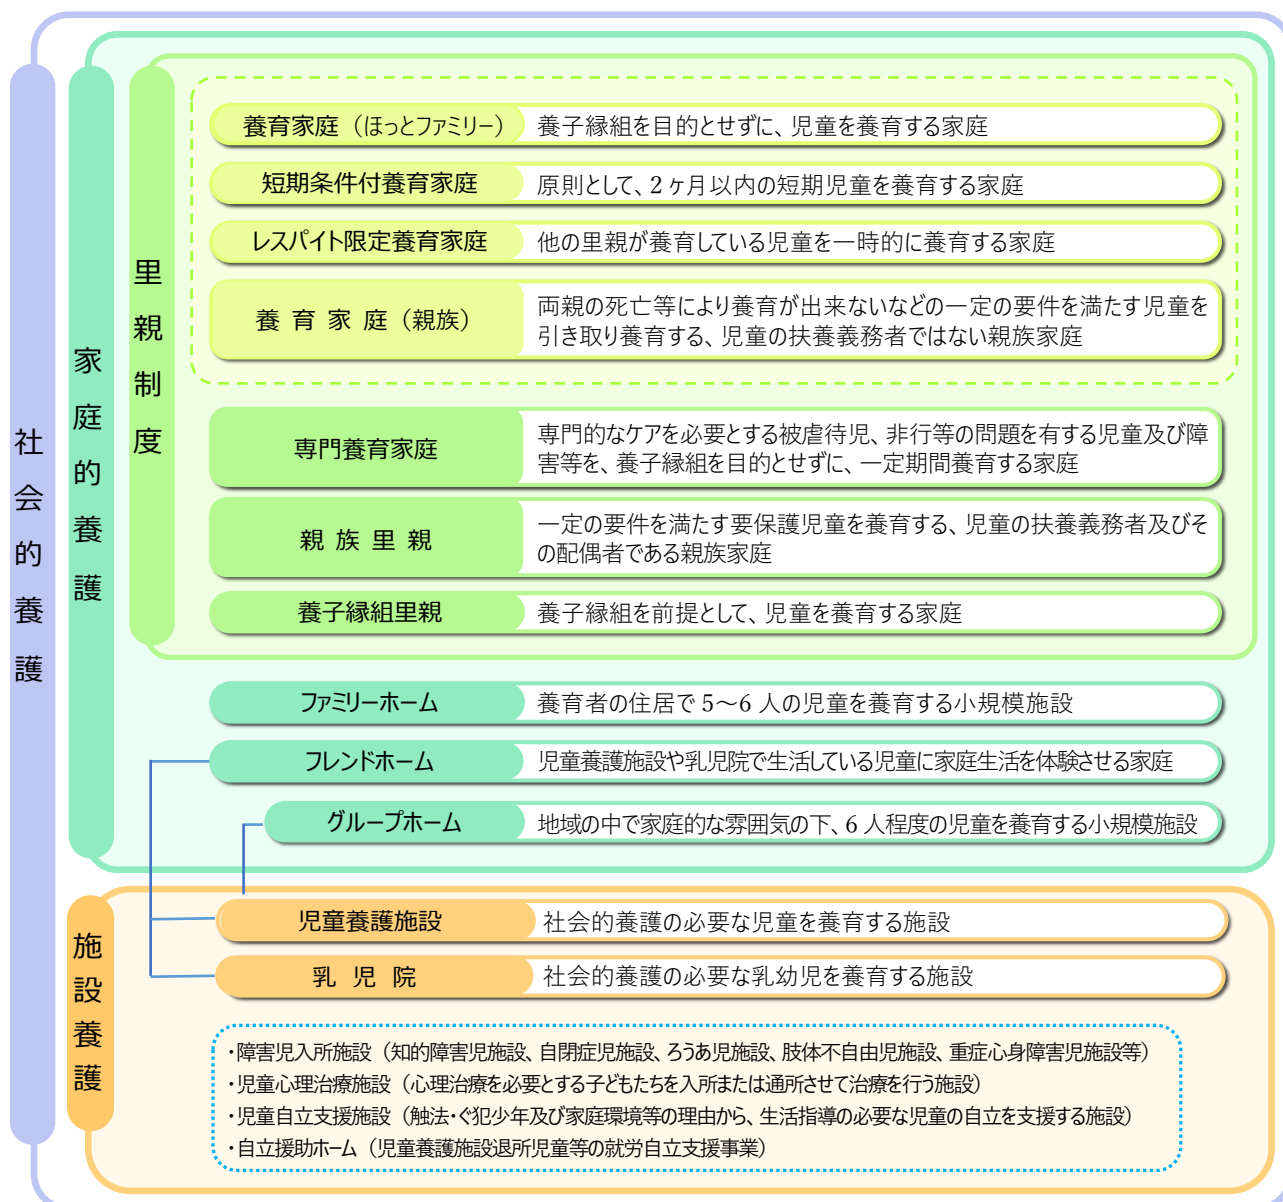 社会的養護
家庭的養護
里親制度
養育家庭（ほっとファミリー） 養子縁組を目的とせずに、児童を養育する家庭
短期条件付養育家庭 原則として、2ヶ月以内の短期児童を養育する家庭
レスパイト限定養育家庭 他の里親が養育している児童を一時的に養育する家庭
養育家庭（親族） 両親の死亡等により養育が出来ないなどの一定の要件を満たす児童を
引き取り養育する、児童の扶養義務者ではない親族家庭
専門養育家庭 専門的なケアを必要とする被虐待児、非行等の問題を有する児童及び障
害等を、養子縁組を目的とせずに、一定期間養育する家庭
親族里親 一定の要件を満たす要保護児童を養育する、児童の扶養義務者及びそ
の配偶者である親族家庭
養子縁組里親 養子縁組を前提として、児童を養育する家庭
ファミリーホーム 養育者の住居で5～6人の児童を養育する小規模施設
フレンドホーム 児童養護施設や乳児院で生活している児童に家庭生活を体験させる家庭
グループホーム 地域の中で家庭的な雰囲気の下、6人程度の児童を養育する小規模施設
施設養護
児童養護施設 社会的養護の必要な児童を養育する施設
乳児院 社会的養護の必要な乳幼児を養育する施設
・障害児入所施設（知的障害児施設、自閉症児施設、ろうあ児施設、肢体不自由児施設、重症心身障害児施設等）
・児童心理治療施設（心理治療を必要とする子どもたちを入所または通所させて治療を行う施設）
・児童自立支援施設（触法・ぐ犯少年及び家庭環境等の理由から、生活指導の必要な児童の自立を支援する施設）
・自立援助ホーム（児童養護施設退所児童等の就労自立支援事業）